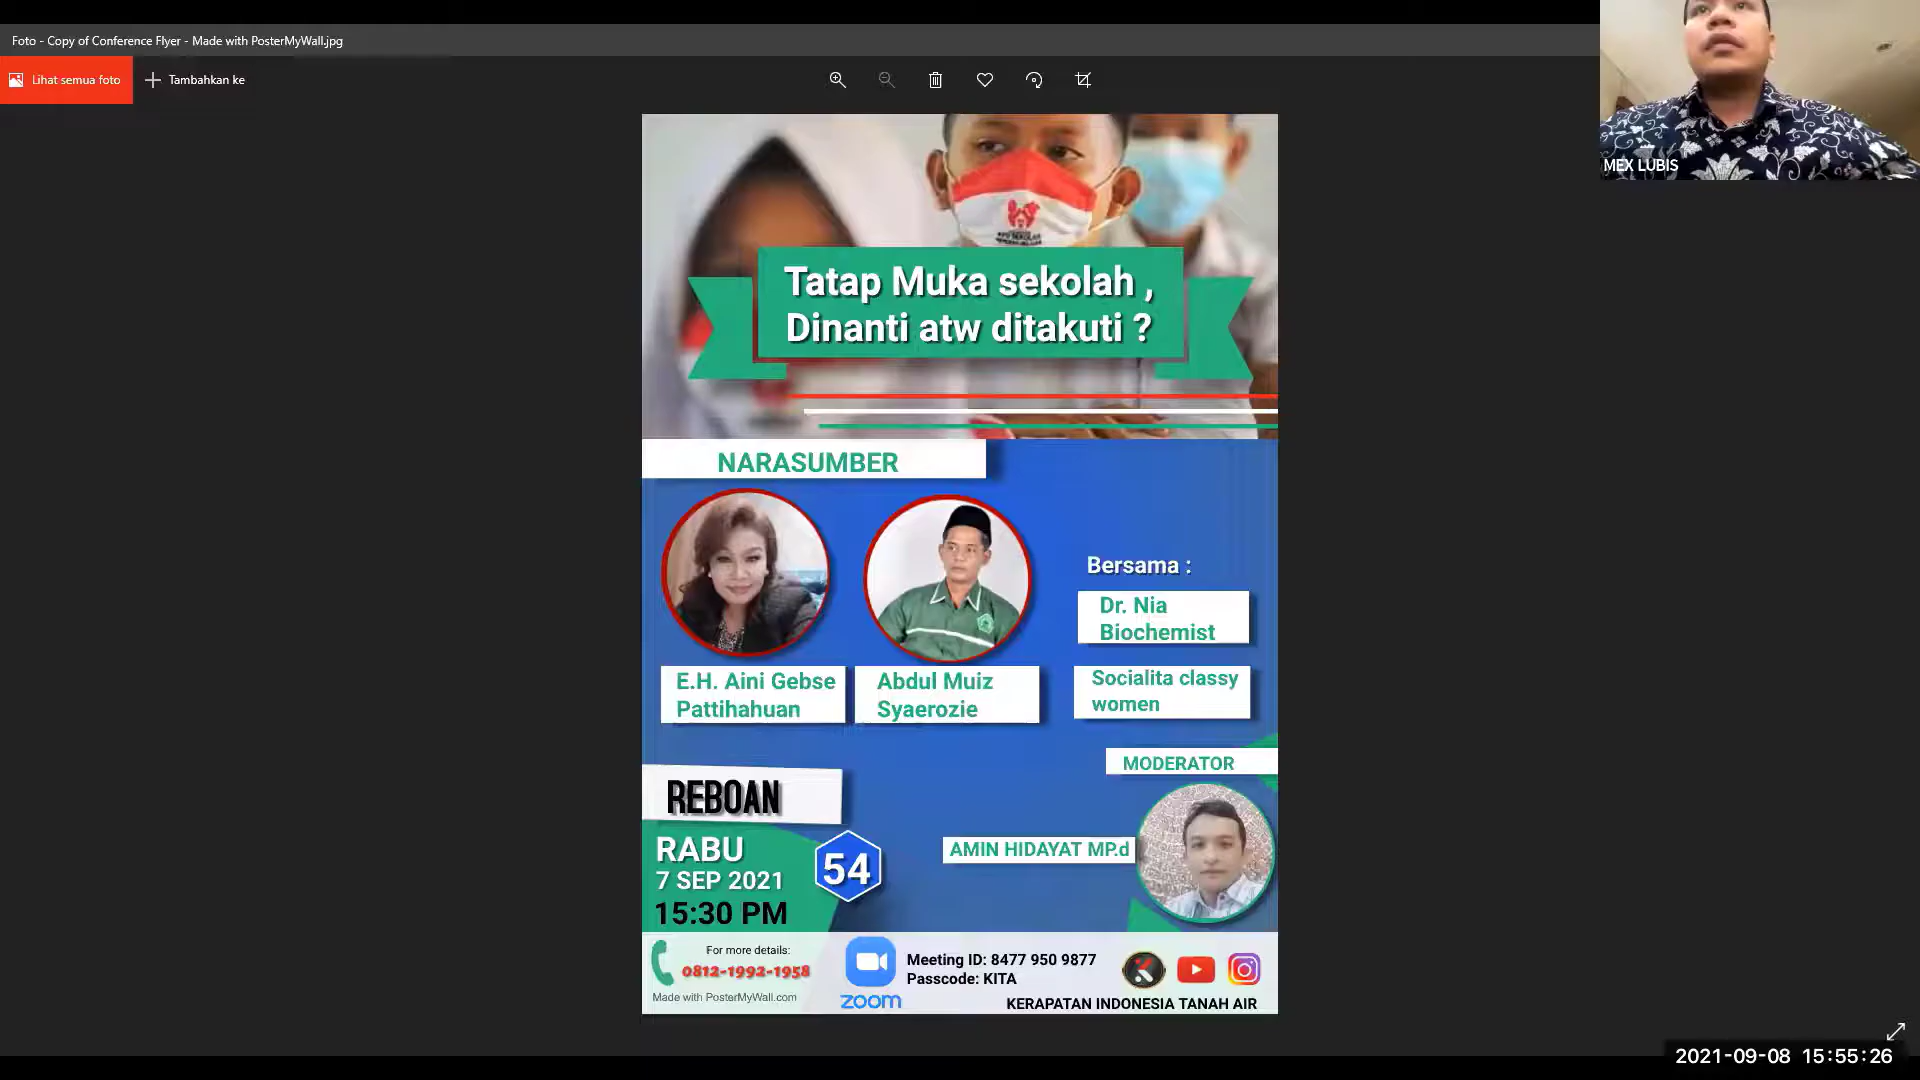 Foto - Copy of Conference Flyer - Made with PosterMyWall.jpg
Lihat semua foto
Tambahkan ke
MEX LUBIS
Tatap Muka sekolah ,
Dinanti atw ditakuti ?
NARASUMBER
Bersama :
Dr. Nia
Biochemist
E.H. Aini Gebse
Pattihahuan
Abdul Muiz
Syaerozie
Socialita classy
women
MODERATOR
REBOAN
RABU
7 SEP 2021
15:30 PM
54
AMIN HIDAYAT MP.d
For more details:
0812-1992-1958
Made with PosterMyWall.com
zoom
Meeting ID: 8477 950 9877
Passcode: KITA
KERAPATAN INDONESIA TANAH AIR
2021-09-08 15:55:26